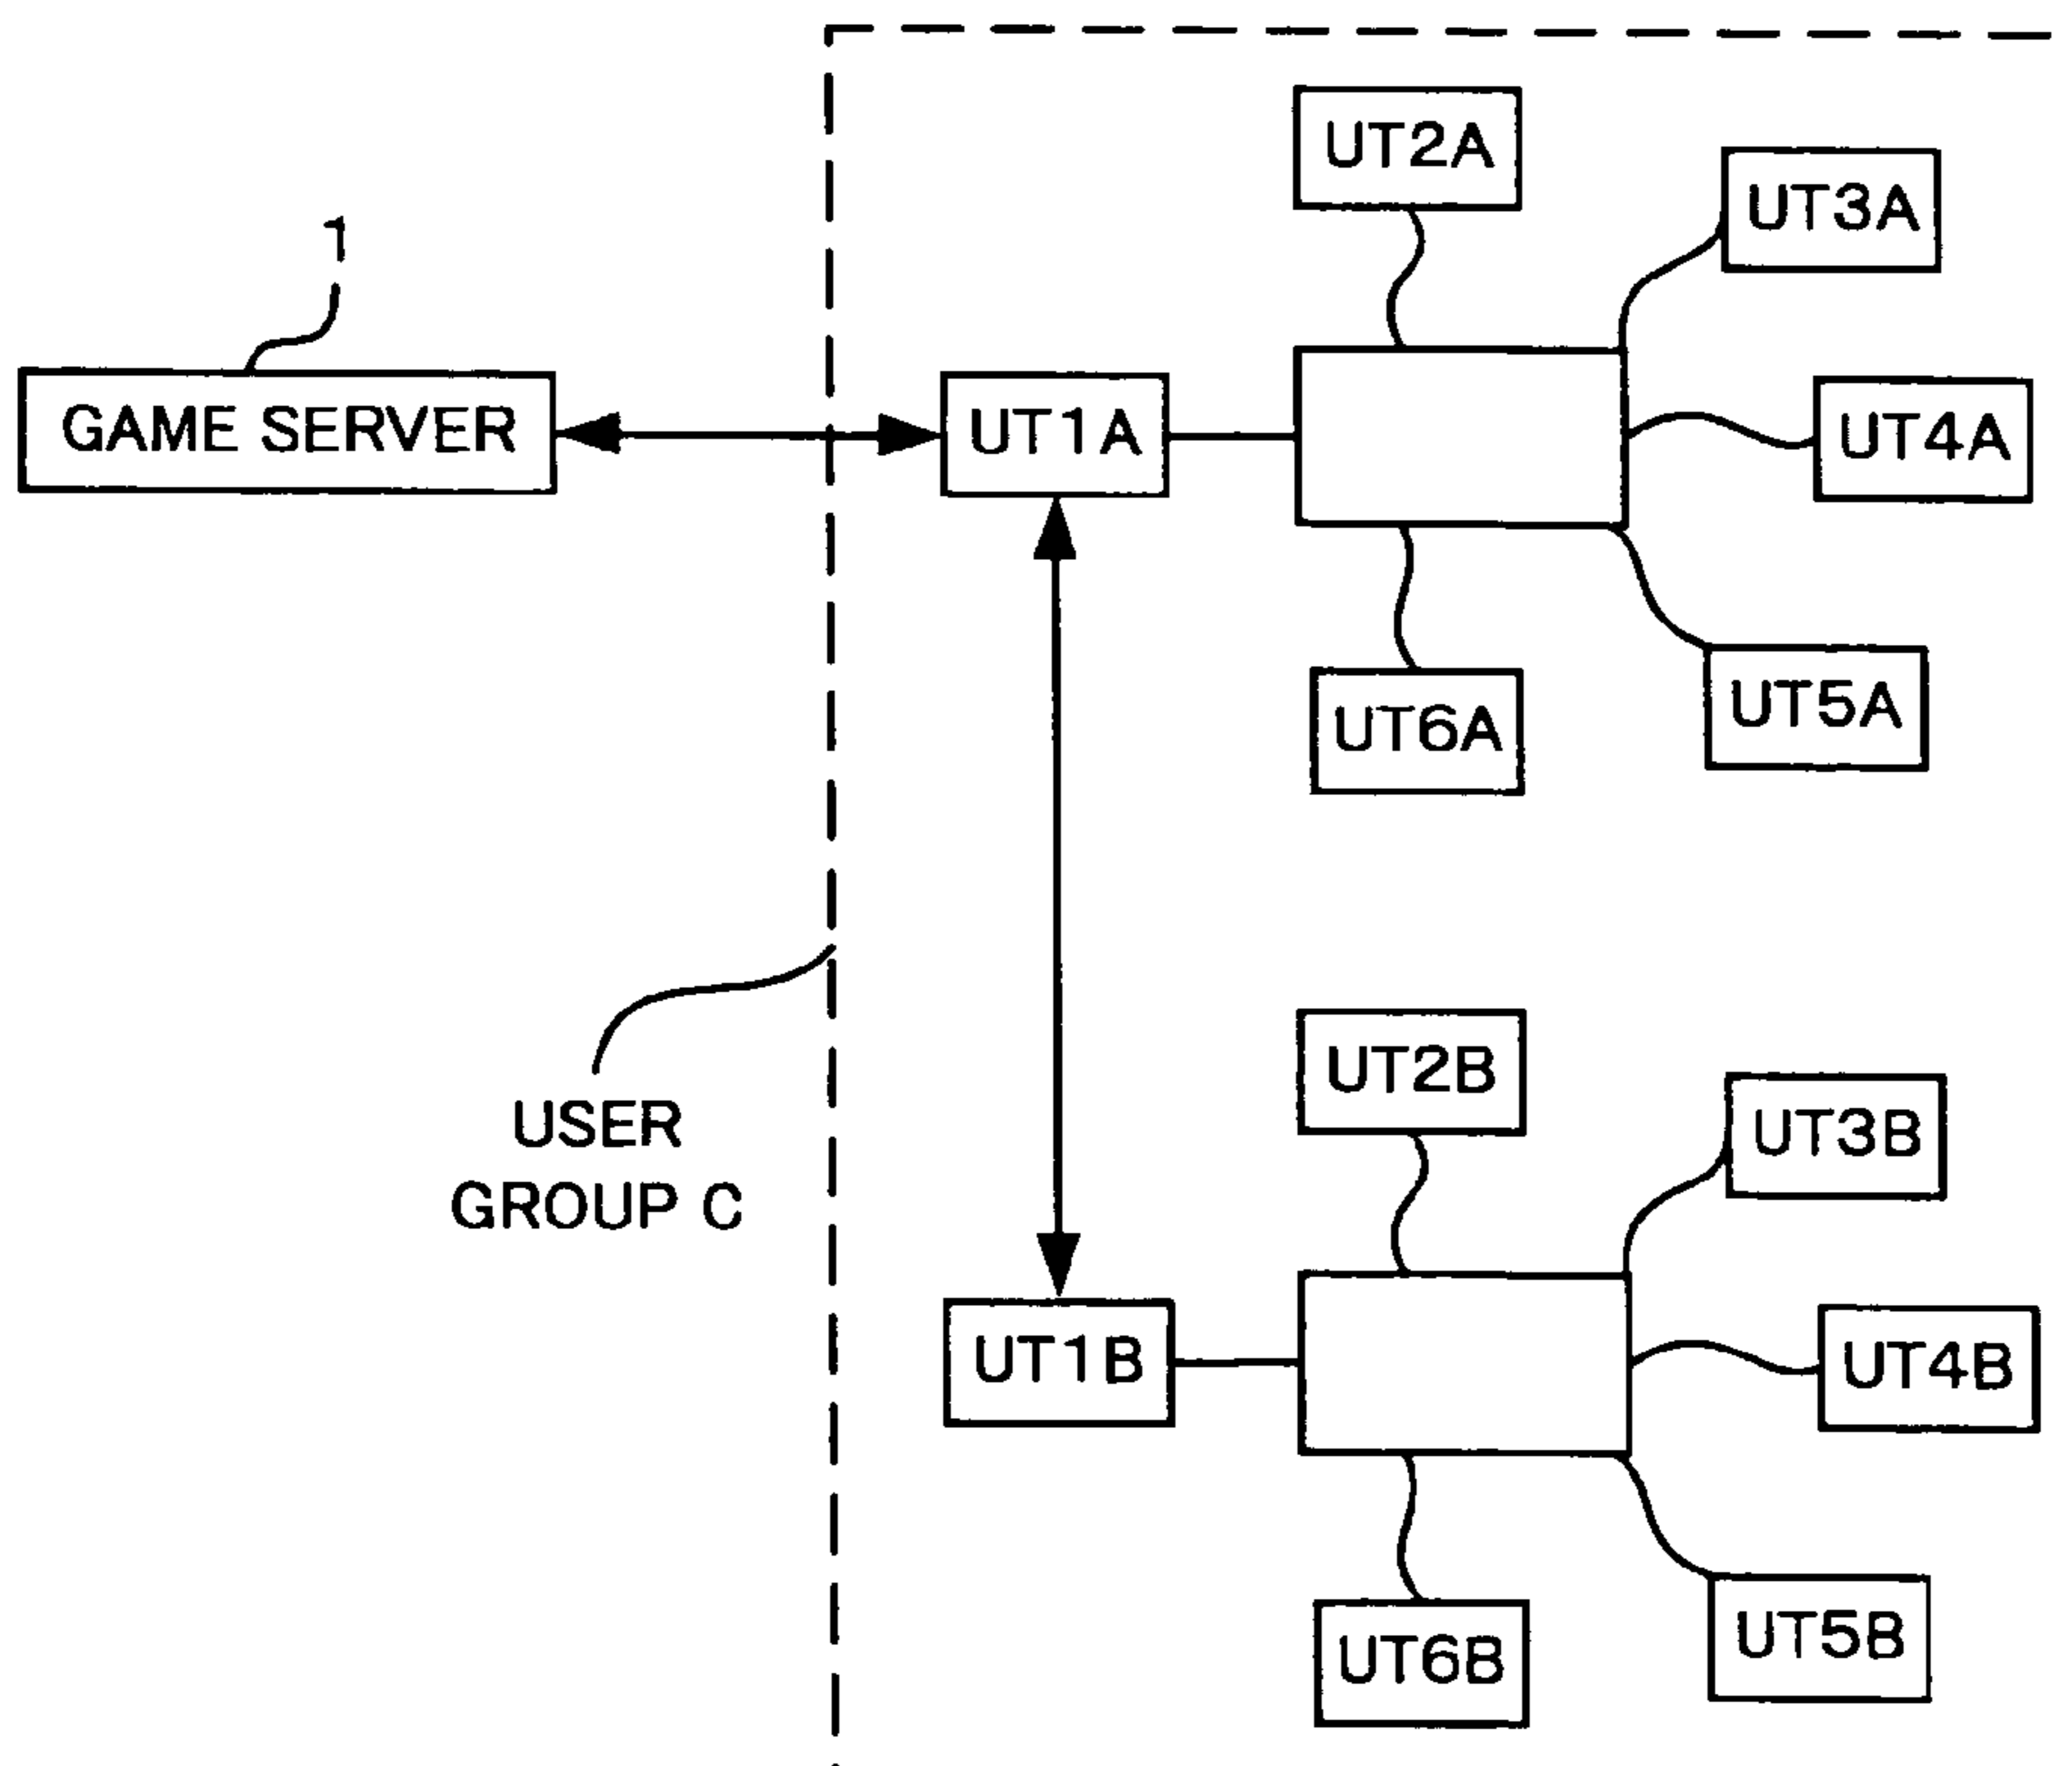 1
GAME SERVER
UT1A
UT2A
UT3A
UT4A
UT5A
UT6A
USER
GROUP C
UT1B
UT2B
UT3B
UT4B
UT5B
UT6B